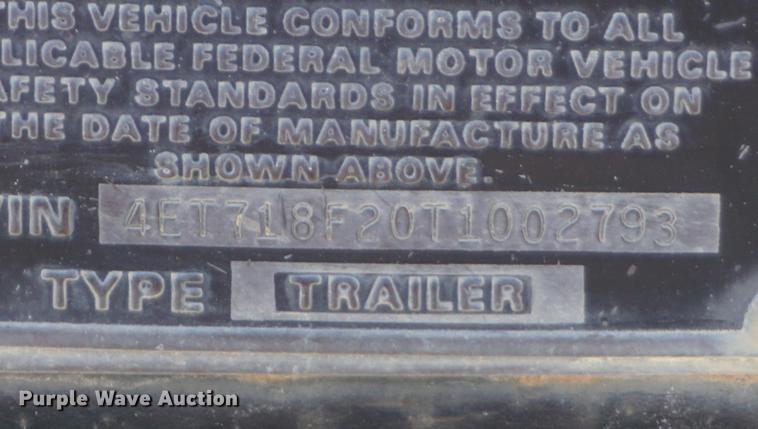 THIS VEHICLE CONFORMS TO ALL
PLICABLE FEDERAL MOTOR VEHICLE
AFETY STANDARDS IN EFFECT ON
THE DATE OF MANUFACTURE AS
SHOWN ABOVE.
VIN 4ET718F20T1002793
TYPE TRAILER
Purple Wave Auction